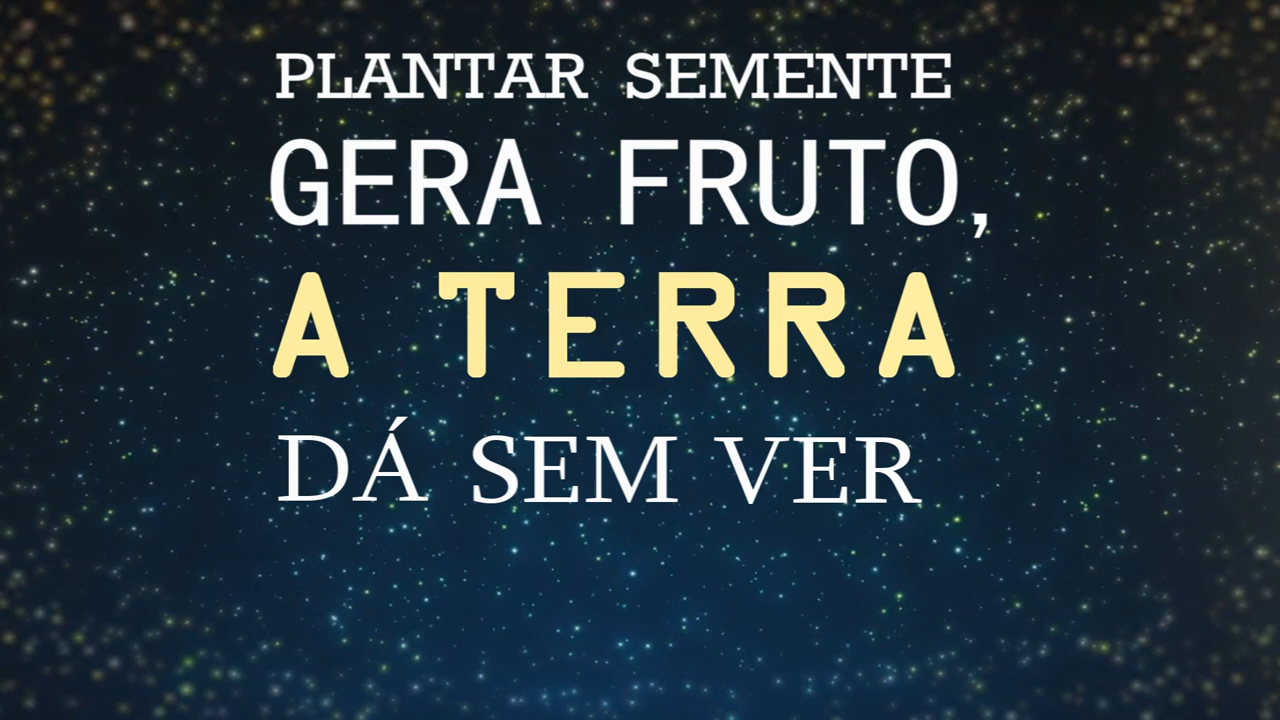 PLANTAR SEMENTE
GERA FRUTO,
A TERRA
DÁ SEM VER